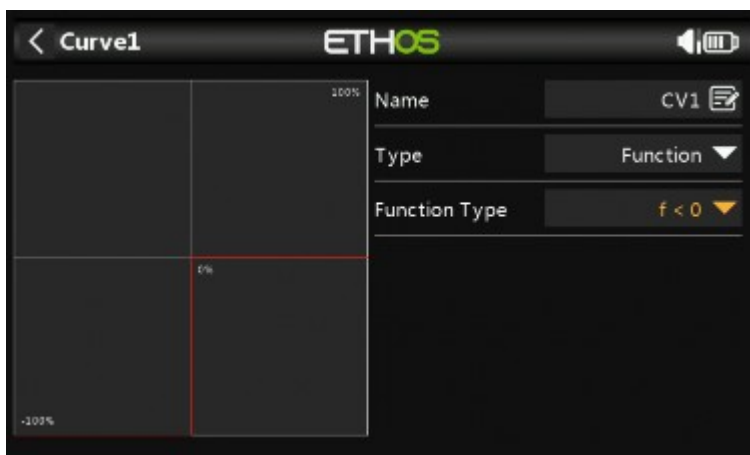 Curve1
ETHOS
100%
Name
CV1
Type
Function
Function Type
f < 0
0%
-100%